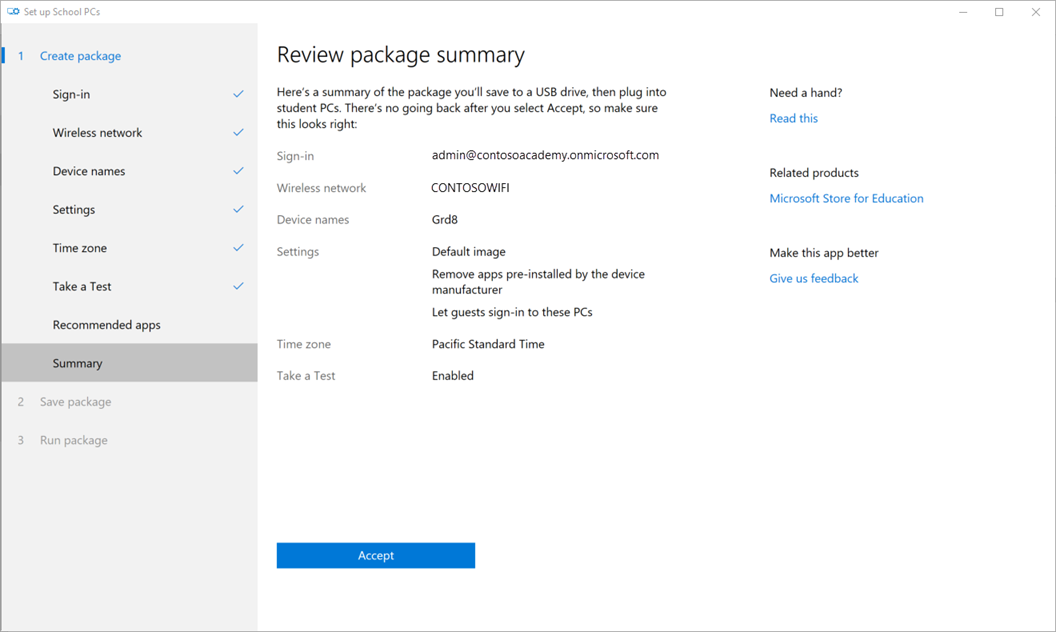 Set up School PCs
1 Create package
Sign-in
Wireless network
Device names
Settings
Time zone
Take a Test
Recommended apps
Summary
2 Save package
3 Run package
Review package summary
Here's a summary of the package you'll save to a USB drive, then plug into
student PCs. There's no going back after you select Accept, so make sure
this looks right:
Sign-in admin@contosoacademy.onmicrosoft.com
Wireless network CONTOSOWIFI
Device names Grd8
Settings Default image
Remove apps pre-installed by the device
manufacturer
Let guests sign-in to these PCs
Time zone Pacific Standard Time
Take a Test Enabled
Accept
Need a hand?
Read this
Related products
Microsoft Store for Education
Make this app better
Give us feedback